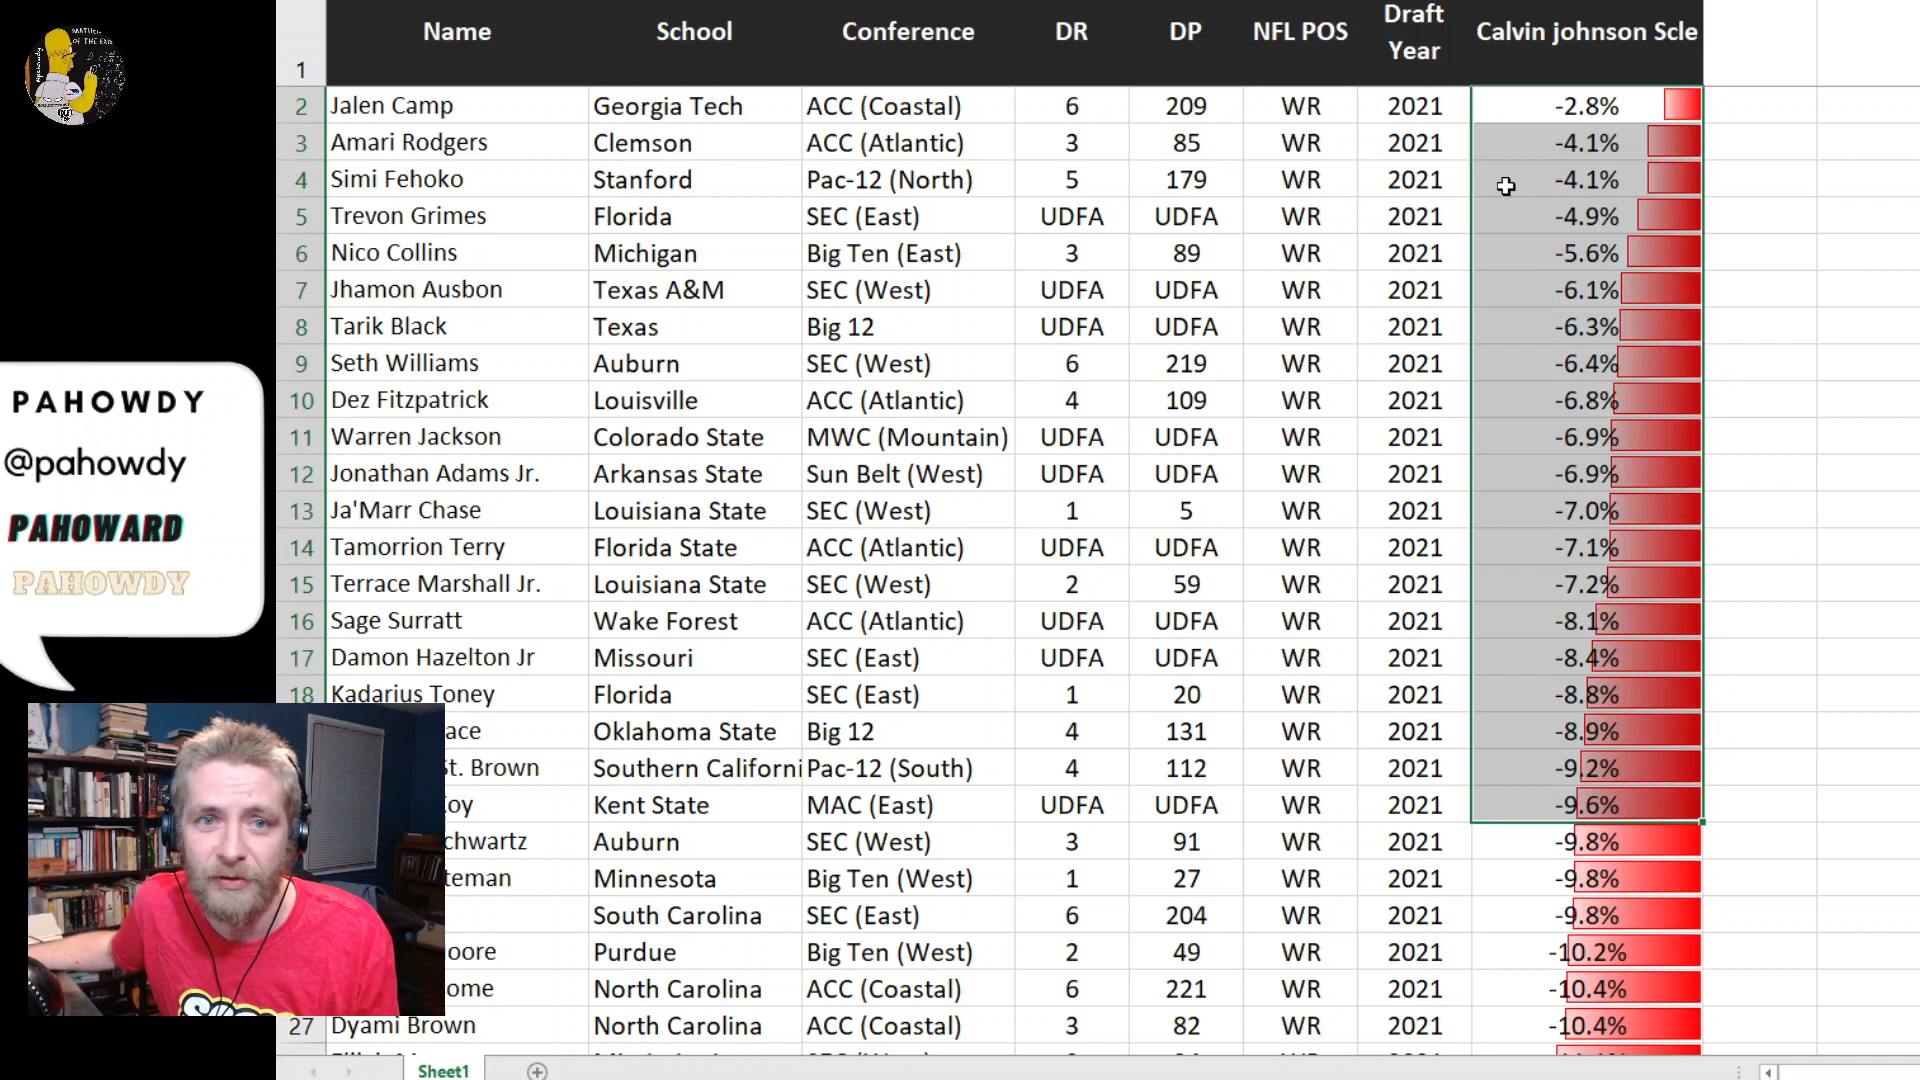 Name School Conference DR DP NFL POS Draft Year Calvin johnson Scle
1
2 Jalen Camp Georgia Tech ACC (Coastal) 6 209 WR 2021 -2.8%
3 Amari Rodgers Clemson ACC (Atlantic) 3 85 WR 2021 -4.1%
4 Simi Fehoko Stanford Pac-12 (North) 5 179 WR 2021 -4.1%
5 Trevon Grimes Florida SEC (East) UDFA UDFA WR 2021 -4.9%
6 Nico Collins Michigan Big Ten (East) 3 89 WR 2021 -5.6%
7 Jhamon Ausbon Texas A&M SEC (West) UDFA UDFA WR 2021 -6.1%
8 Tarik Black Texas Big 12 UDFA UDFA WR 2021 -6.3%
9 Seth Williams Auburn SEC (West) 6 219 WR 2021 -6.4%
10 Dez Fitzpatrick Louisville ACC (Atlantic) 4 109 WR 2021 -6.8%
11 Warren Jackson Colorado State MWC (Mountain) UDFA UDFA WR 2021 -6.9%
12 Jonathan Adams Jr. Arkansas State Sun Belt (West) UDFA UDFA WR 2021 -6.9%
13 Ja'Marr Chase Louisiana State SEC (West) 1 5 WR 2021 -7.0%
14 Tamorrion Terry Florida State ACC (Atlantic) UDFA UDFA WR 2021 -7.1%
15 Terrace Marshall Jr. Louisiana State SEC (West) 2 59 WR 2021 -7.2%
16 Sage Surratt Wake Forest ACC (Atlantic) UDFA UDFA WR 2021 -8.1%
17 Damon Hazelton Jr Missouri SEC (East) UDFA UDFA WR 2021 -8.4%
18 Kadarius Toney Florida SEC (East) 1 20 WR 2021 -8.8%
ace Oklahoma State Big 12 4 131 WR 2021 -8.9%
St. Brown Southern Californi Pac-12 (South) 4 112 WR 2021 -9.2%
oy Kent State MAC (East) UDFA UDFA WR 2021 -9.6%
chwartz Auburn SEC (West) 3 91 WR 2021 -9.8%
teman Minnesota Big Ten (West) 1 27 WR 2021 -9.8%
South Carolina SEC (East) 6 204 WR 2021 -9.8%
oore Purdue Big Ten (West) 2 49 WR 2021 -10.2%
ome North Carolina ACC (Coastal) 6 221 WR 2021 -10.4%
27 Dyami Brown North Carolina ACC (Coastal) 3 82 WR 2021 -10.4%
Sheet1
PAHOWDY
@pahowdy
PAHOWARD
PAHOWDY